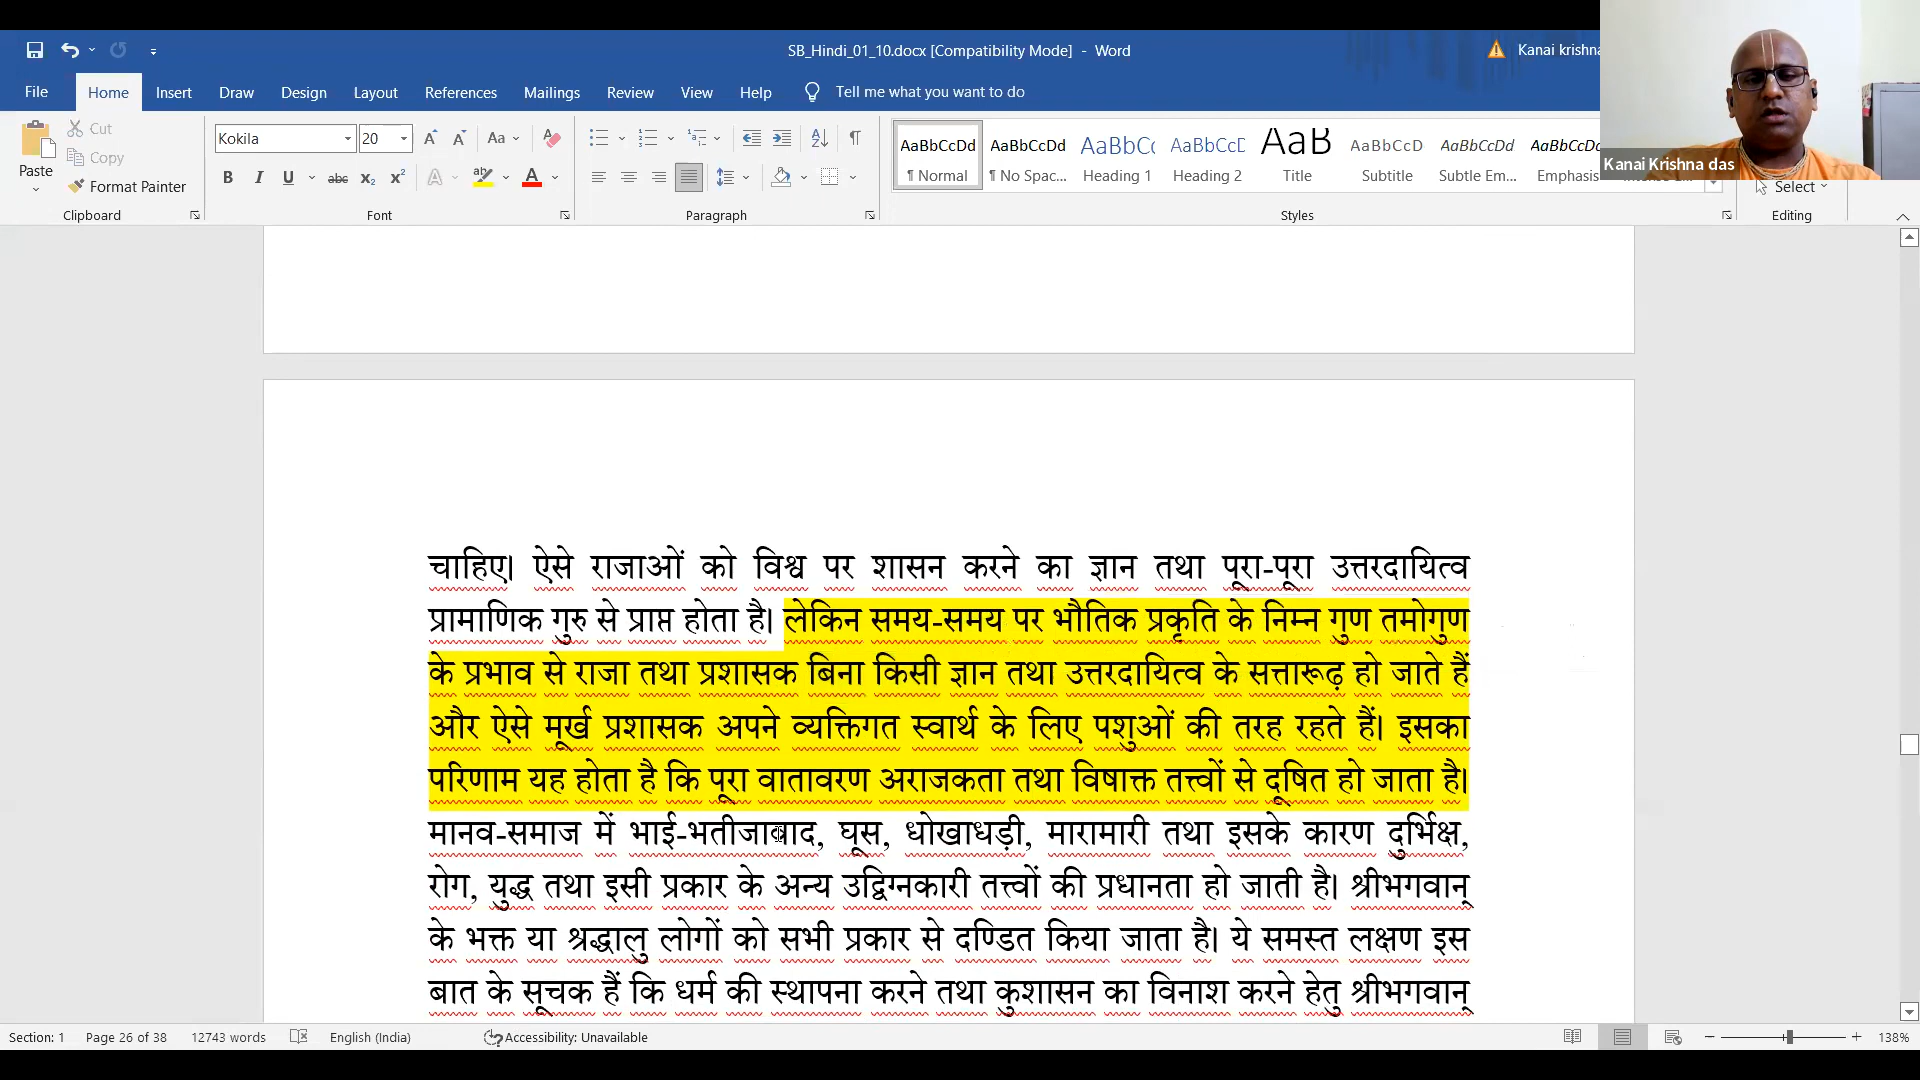 SB_Hindi_01_10.docx [Compatibility Mode] - Word
Kanai krishna
File Home Insert Draw Design Layout References Mailings Review View Help Tell me what you want to do
Paste
Cut
Copy
Format Painter
Clipboard
Kokila 20
Font
Paragraph
AaBbCcDd AaBbCcDd AaBbCc AaBbCcD AaB AaBbCcD AaBbCcDd AaBbCcDd
¶ Normal ¶ No Spac... Heading 1 Heading 2 Title Subtitle Subtle Em... Emphasis
Styles
Select
Editing
Kanai Krishna das
चाहिए। ऐसे राजाओं को विश्व पर शासन करने का ज्ञान तथा पूरा-पूरा उत्तरदायित्व
प्रामाणिक गुरु से प्राप्त होता है। लेकिन समय-समय पर भौतिक प्रकृति के निम्न गुण तमोगुण
के प्रभाव से राजा तथा प्रशासक बिना किसी ज्ञान तथा उत्तरदायित्व के सत्तारूढ़ हो जाते हैं
और ऐसे मूर्ख प्रशासक अपने व्यक्तिगत स्वार्थ के लिए पशुओं की तरह रहते हैं। इसका
परिणाम यह होता है कि पूरा वातावरण अराजकता तथा विषाक्त तत्त्वों से दूषित हो जाता है।
मानव-समाज में भाई-भतीजावाद, घूस, धोखाधड़ी, मारामारी तथा इसके कारण दुर्भिक्ष,
रोग, युद्ध तथा इसी प्रकार के अन्य उद्विग्नकारी तत्त्वों की प्रधानता हो जाती है। श्रीभगवान्
के भक्त या श्रद्धालु लोगों को सभी प्रकार से दण्डित किया जाता है। ये समस्त लक्षण इस
बात के सूचक हैं कि धर्म की स्थापना करने तथा कुशासन का विनाश करने हेतु श्रीभगवान्
Section: 1 Page 26 of 38 12743 words English (India) Accessibility: Unavailable 138%